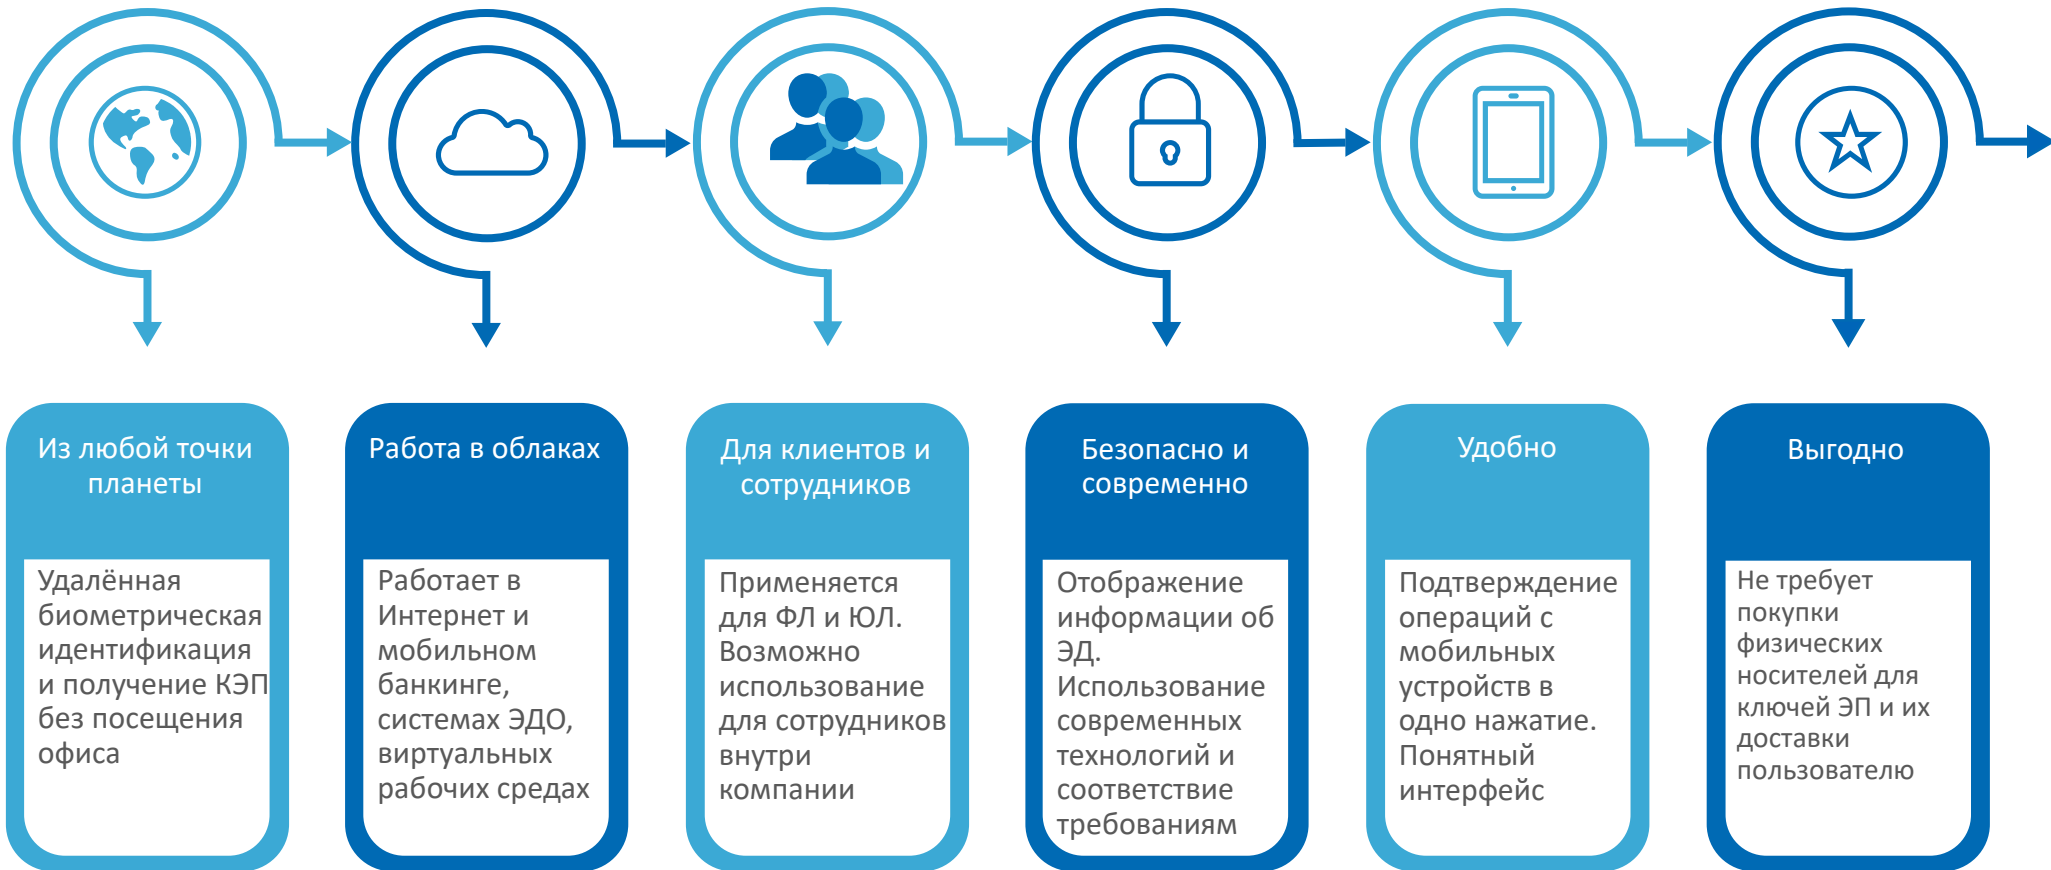 Из любой точки
планеты
Удалённая
биометрическая
идентификация
и получение КЭП
без посещения
офиса
Работа в облаках
Работает в
Интернет и
мобильном
банкинге,
системах ЭДО,
виртуальных
рабочих средах
Для клиентов и
сотрудников
Применяется
для ФЛ и ЮЛ.
Возможно
использование
для сотрудников
внутри
компании
Безопасно и
современно
Отображение
информации об
ЭД.
Использование
современных
технологий и
соответствие
требованиям
Удобно
Подтверждение
операций с
мобильных
устройств в
одно нажатие.
Понятный
интерфейс
Выгодно
Не требует
покупки
физических
носителей для
ключей ЭП и их
доставки
пользователю